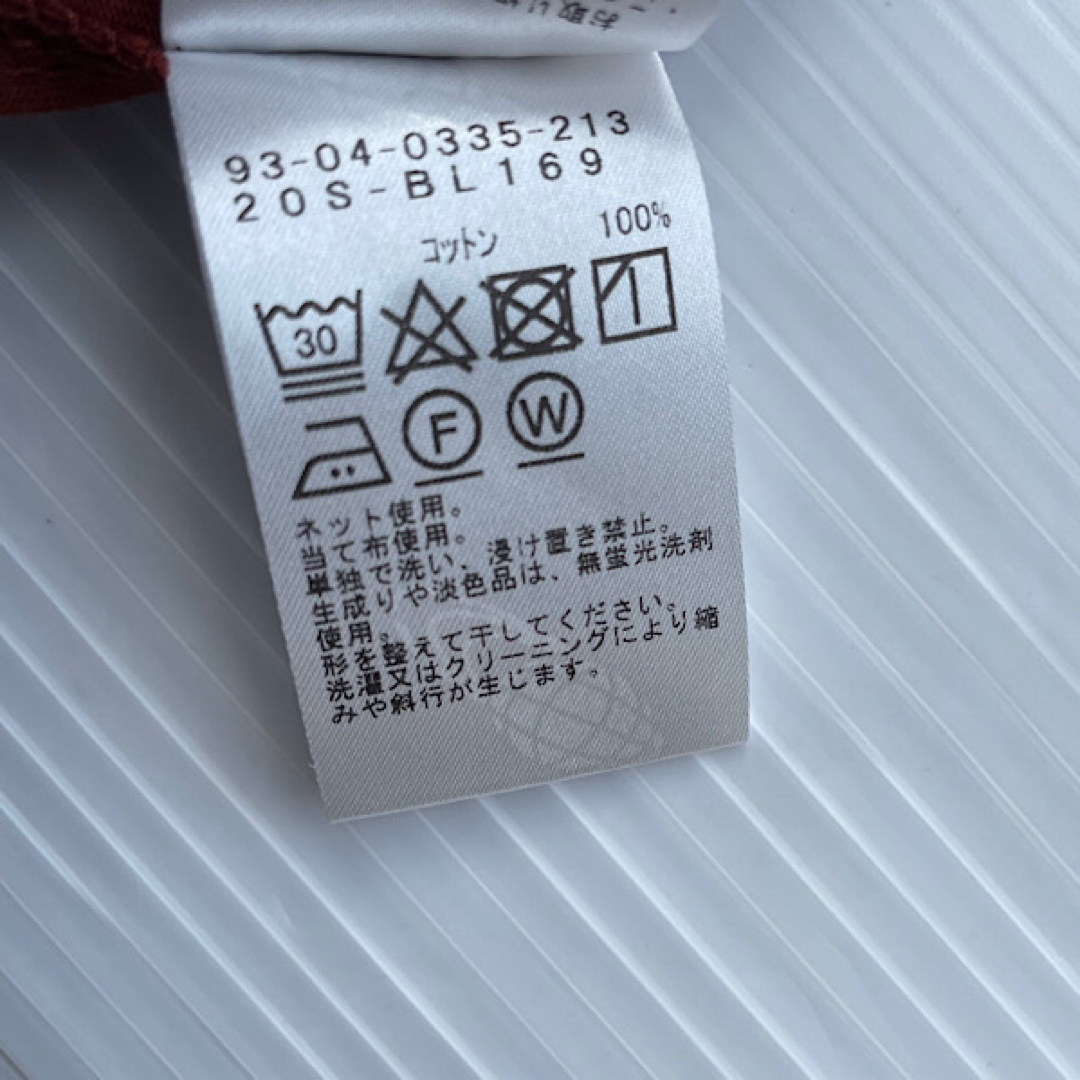 お取り
93-04-0335-213
20S-BL169
コットン 100%
30
F W
ネット使用。
当て布使用。
単独で洗い、浸け置き禁止。
生成りや淡色品は、無蛍光洗剤
使用。
形を整えて干してください。
洗濯又はクリーニングにより縮
みや斜行が生じます。